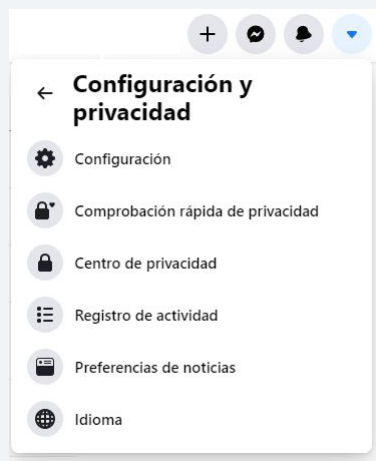 Configuración y
privacidad
Configuración
Comprobación rápida de privacidad
Centro de privacidad
Registro de actividad
Preferencias de noticias
Idioma